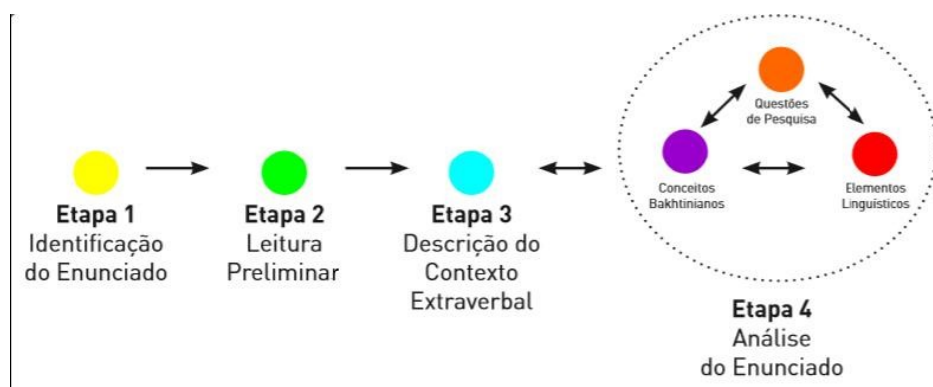 Etapa 1
Identificação
do Enunciado
Etapa 2
Leitura
Preliminar
Etapa 3
Descrição do
Contexto
Extraverbal
Questões
de Pesquisa
Conceitos
Bakhtinianos
Elementos
Linguísticos
Etapa 4
Análise
do Enunciado